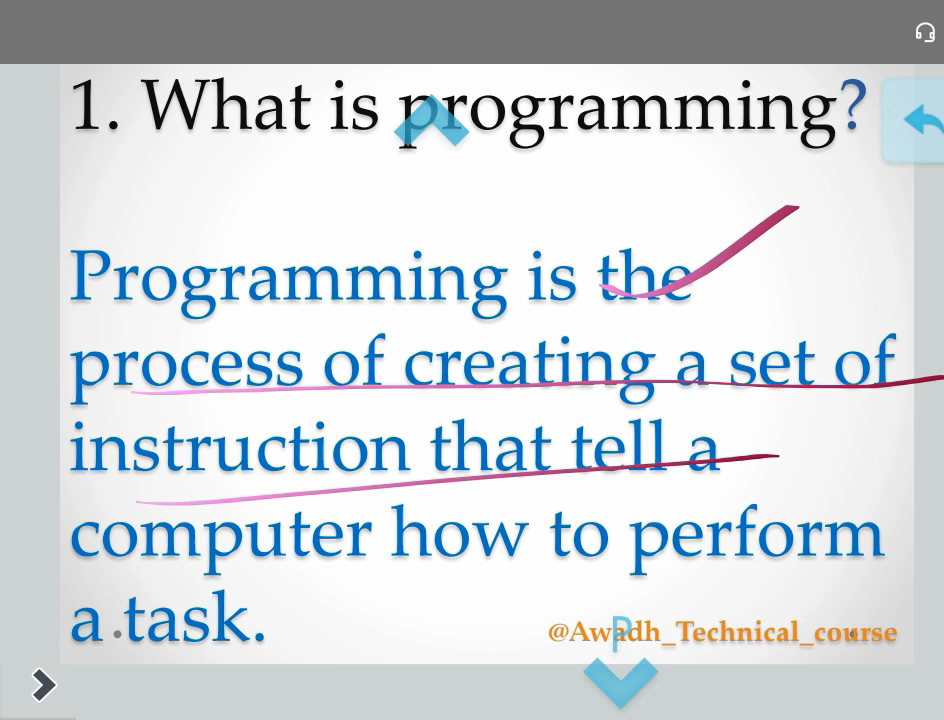 1. What is programming?
Programming is the
process of creating a set of
instruction that tell a
computer how to perform
a task.
@Awadh_Technical_course
P